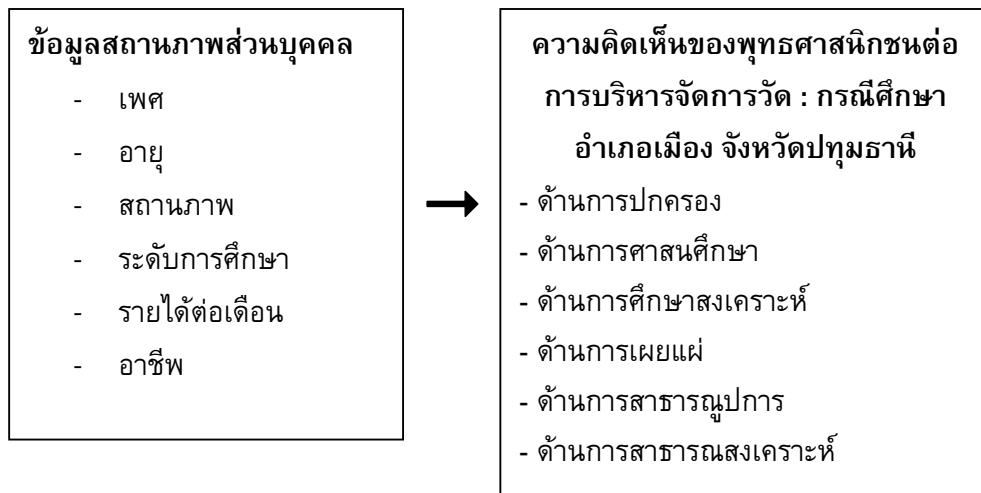 ข้อมูลสถานภาพส่วนบุคคล
- เพศ
- อายุ
- สถานภาพ
- ระดับการศึกษา
- รายได้ต่อเดือน
- อาชีพ
ความคิดเห็นของพุทธศาสนิกชนต่อ
การบริหารจัดการวัด : กรณีศึกษา
อำเภอเมือง จังหวัดปทุมธานี
- ด้านการปกครอง
- ด้านการศาสนศึกษา
- ด้านการศึกษาสงเคราะห์
- ด้านการเผยแผ่
- ด้านการสาธารณูปการ
- ด้านการสาธารณสงเคราะห์